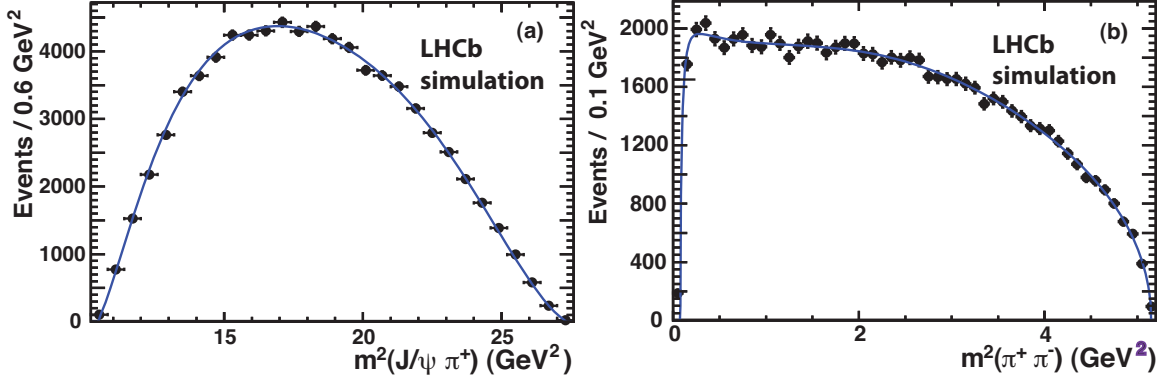 (a)
LHCb
simulation
Events / 0.6 GeV²
4000
3000
2000
1000
0
15
20
25
m²(J/ψ π⁺) (GeV²)
(b)
LHCb
simulation
Events / 0.1 GeV²
2000
1600
1200
800
400
0
0
2
4
m²(π⁺ π⁻) (GeV²